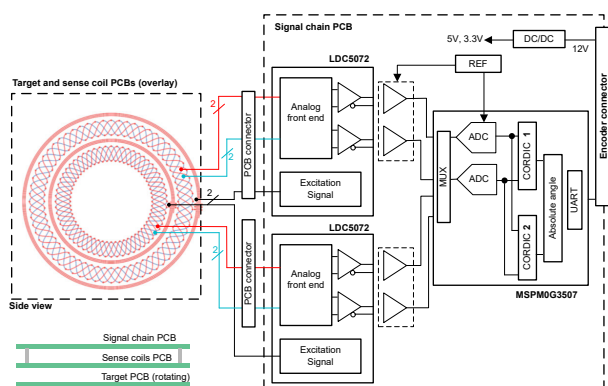 Signal chain PCB
5V, 3.3V
DC/DC
12V
Encoder connector
REF
Target and sense coil PCBs (overlay)
LDC5072
2
2
PCB connector
Analog
front end
Excitation
Signal
2
MUX
ADC
ADC
CORDIC 1
CORDIC 2
Absolute angle
UART
MSPM0G3507
LDC5072
2
2
PCB connector
Analog
front end
Excitation
Signal
Side view
Signal chain PCB
Sense coils PCB
Target PCB (rotating)